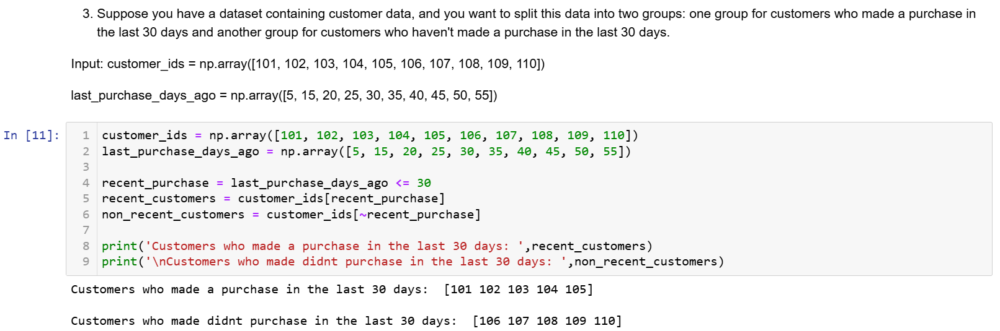 3. Suppose you have a dataset containing customer data, and you want to split this data into two groups: one group for customers who made a purchase in
the last 30 days and another group for customers who haven't made a purchase in the last 30 days.
Input: customer_ids = np.array([101, 102, 103, 104, 105, 106, 107, 108, 109, 110])
last_purchase_days_ago = np.array([5, 15, 20, 25, 30, 35, 40, 45, 50, 55])
In [11]:
1 customer_ids = np.array([101, 102, 103, 104, 105, 106, 107, 108, 109, 110])
2 last_purchase_days_ago = np.array([5, 15, 20, 25, 30, 35, 40, 45, 50, 55])
3
4 recent_purchase = last_purchase_days_ago <= 30
5 recent_customers = customer_ids[recent_purchase]
6 non_recent_customers = customer_ids[~recent_purchase]
7
8 print('Customers who made a purchase in the last 30 days: ',recent_customers)
9 print('\nCustomers who made didnt purchase in the last 30 days: ',non_recent_customers)
Customers who made a purchase in the last 30 days:  [101 102 103 104 105]
Customers who made didnt purchase in the last 30 days:  [106 107 108 109 110]